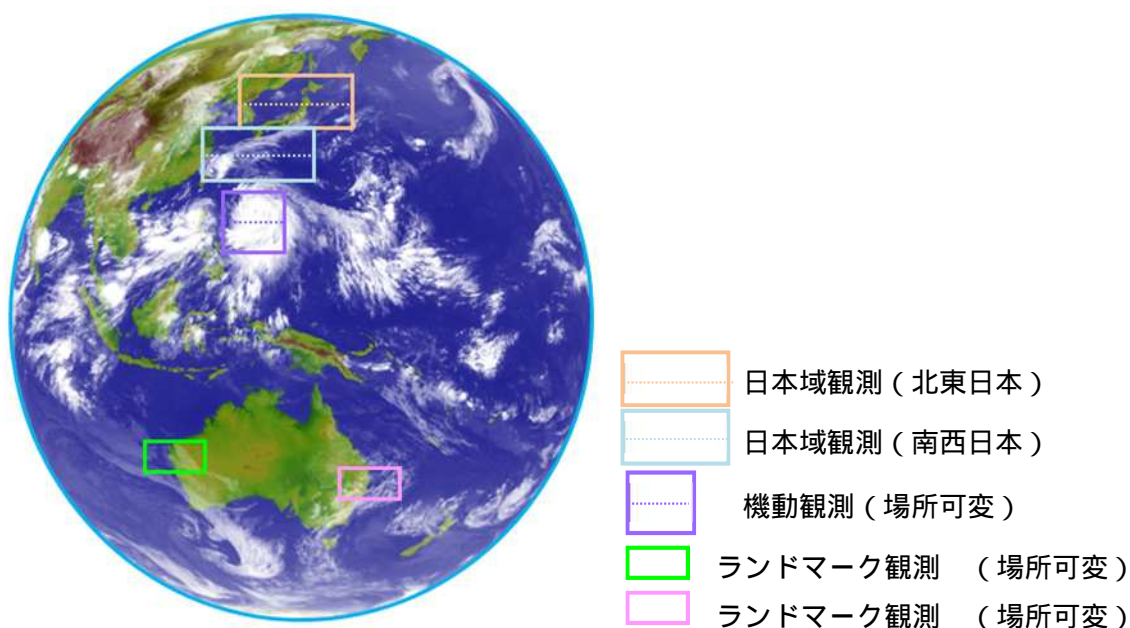 日本域観測（北東日本）
日本域観測（南西日本）
機動観測（場所可変）
ランドマーク観測　（場所可変）
ランドマーク観測　（場所可変）